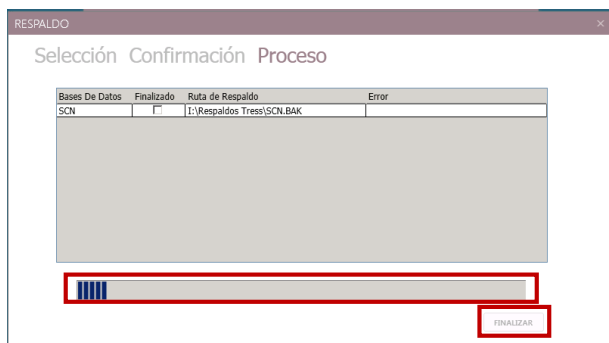 RESPALDO
Selección Confirmación Proceso
Bases De Datos Finalizado Ruta de Respaldo Error
SCN I:\Respaldos Tress\SCN.BAK
FINALIZAR